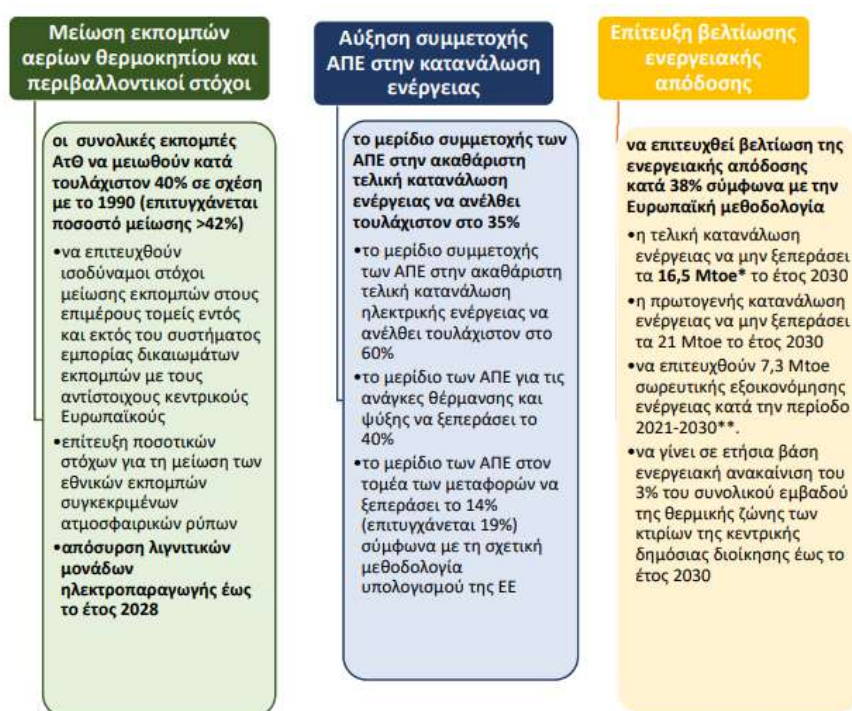 Μείωση εκπομπών
αερίων θερμοκηπίου και
περιβαλλοντικοί στόχοι
οι συνολικές εκπομπές
ΑτΘ να μειωθούν κατά
τουλάχιστον 40% σε σχέση
με το 1990 (επιτυγχάνεται
ποσοστό μείωσης >42%)
•να επιτευχθούν
ισοδύναμοι στόχοι
μείωσης εκπομπών στους
επιμέρους τομείς εντός
και εκτός του συστήματος
εμπορίας δικαιωμάτων
εκπομπών με τους
αντίστοιχους κεντρικούς
Ευρωπαϊκούς
•επίτευξη ποσοτικών
στόχων για τη μείωση των
εθνικών εκπομπών
συγκεκριμένων
ατμοσφαιρικών ρύπων
•απόσυρση λιγνιτικών
μονάδων
ηλεκτροπαραγωγής έως
το έτος 2028
Αύξηση συμμετοχής
ΑΠΕ στην κατανάλωση
ενέργειας
το μερίδιο συμμετοχής των
ΑΠΕ στην ακαθάριστη
τελική κατανάλωση
ενέργειας να ανέλθει
τουλάχιστον στο 35%
•το μερίδιο συμμετοχής
των ΑΠΕ στην ακαθάριστη
τελική κατανάλωση
ηλεκτρικής ενέργειας να
ανέλθει τουλάχιστον στο
60%
•το μερίδιο των ΑΠΕ για τις
ανάγκες θέρμανσης και
ψύξης να ξεπεράσει το
40%
•το μερίδιο των ΑΠΕ στον
τομέα των μεταφορών να
ξεπεράσει το 14%
(επιτυγχάνεται 19%)
σύμφωνα με τη σχετική
μεθοδολογία
υπολογισμού της ΕΕ
Επίτευξη βελτίωσης
ενεργειακής
απόδοσης
να επιτευχθεί βελτίωση της
ενεργειακής απόδοσης
κατά 38% σύμφωνα με την
Ευρωπαϊκή μεθοδολογία
•η τελική κατανάλωση
ενέργειας να μην ξεπεράσει
τα 16,5 Mtoe* το έτος 2030
•η πρωτογενής κατανάλωση
ενέργειας να μην ξεπεράσει
τα 21 Mtoe το έτος 2030
•να επιτευχθούν 7,3 Mtoe
σωρευτικής εξοικονόμησης
ενέργειας κατά την περίοδο
2021-2030**.
•να γίνει σε ετήσια βάση
ενεργειακή ανακαίνιση του
3% του συνολικού εμβαδού
της θερμικής ζώνης των
κτιρίων της κεντρικής
δημόσιας διοίκησης έως το
έτος 2030